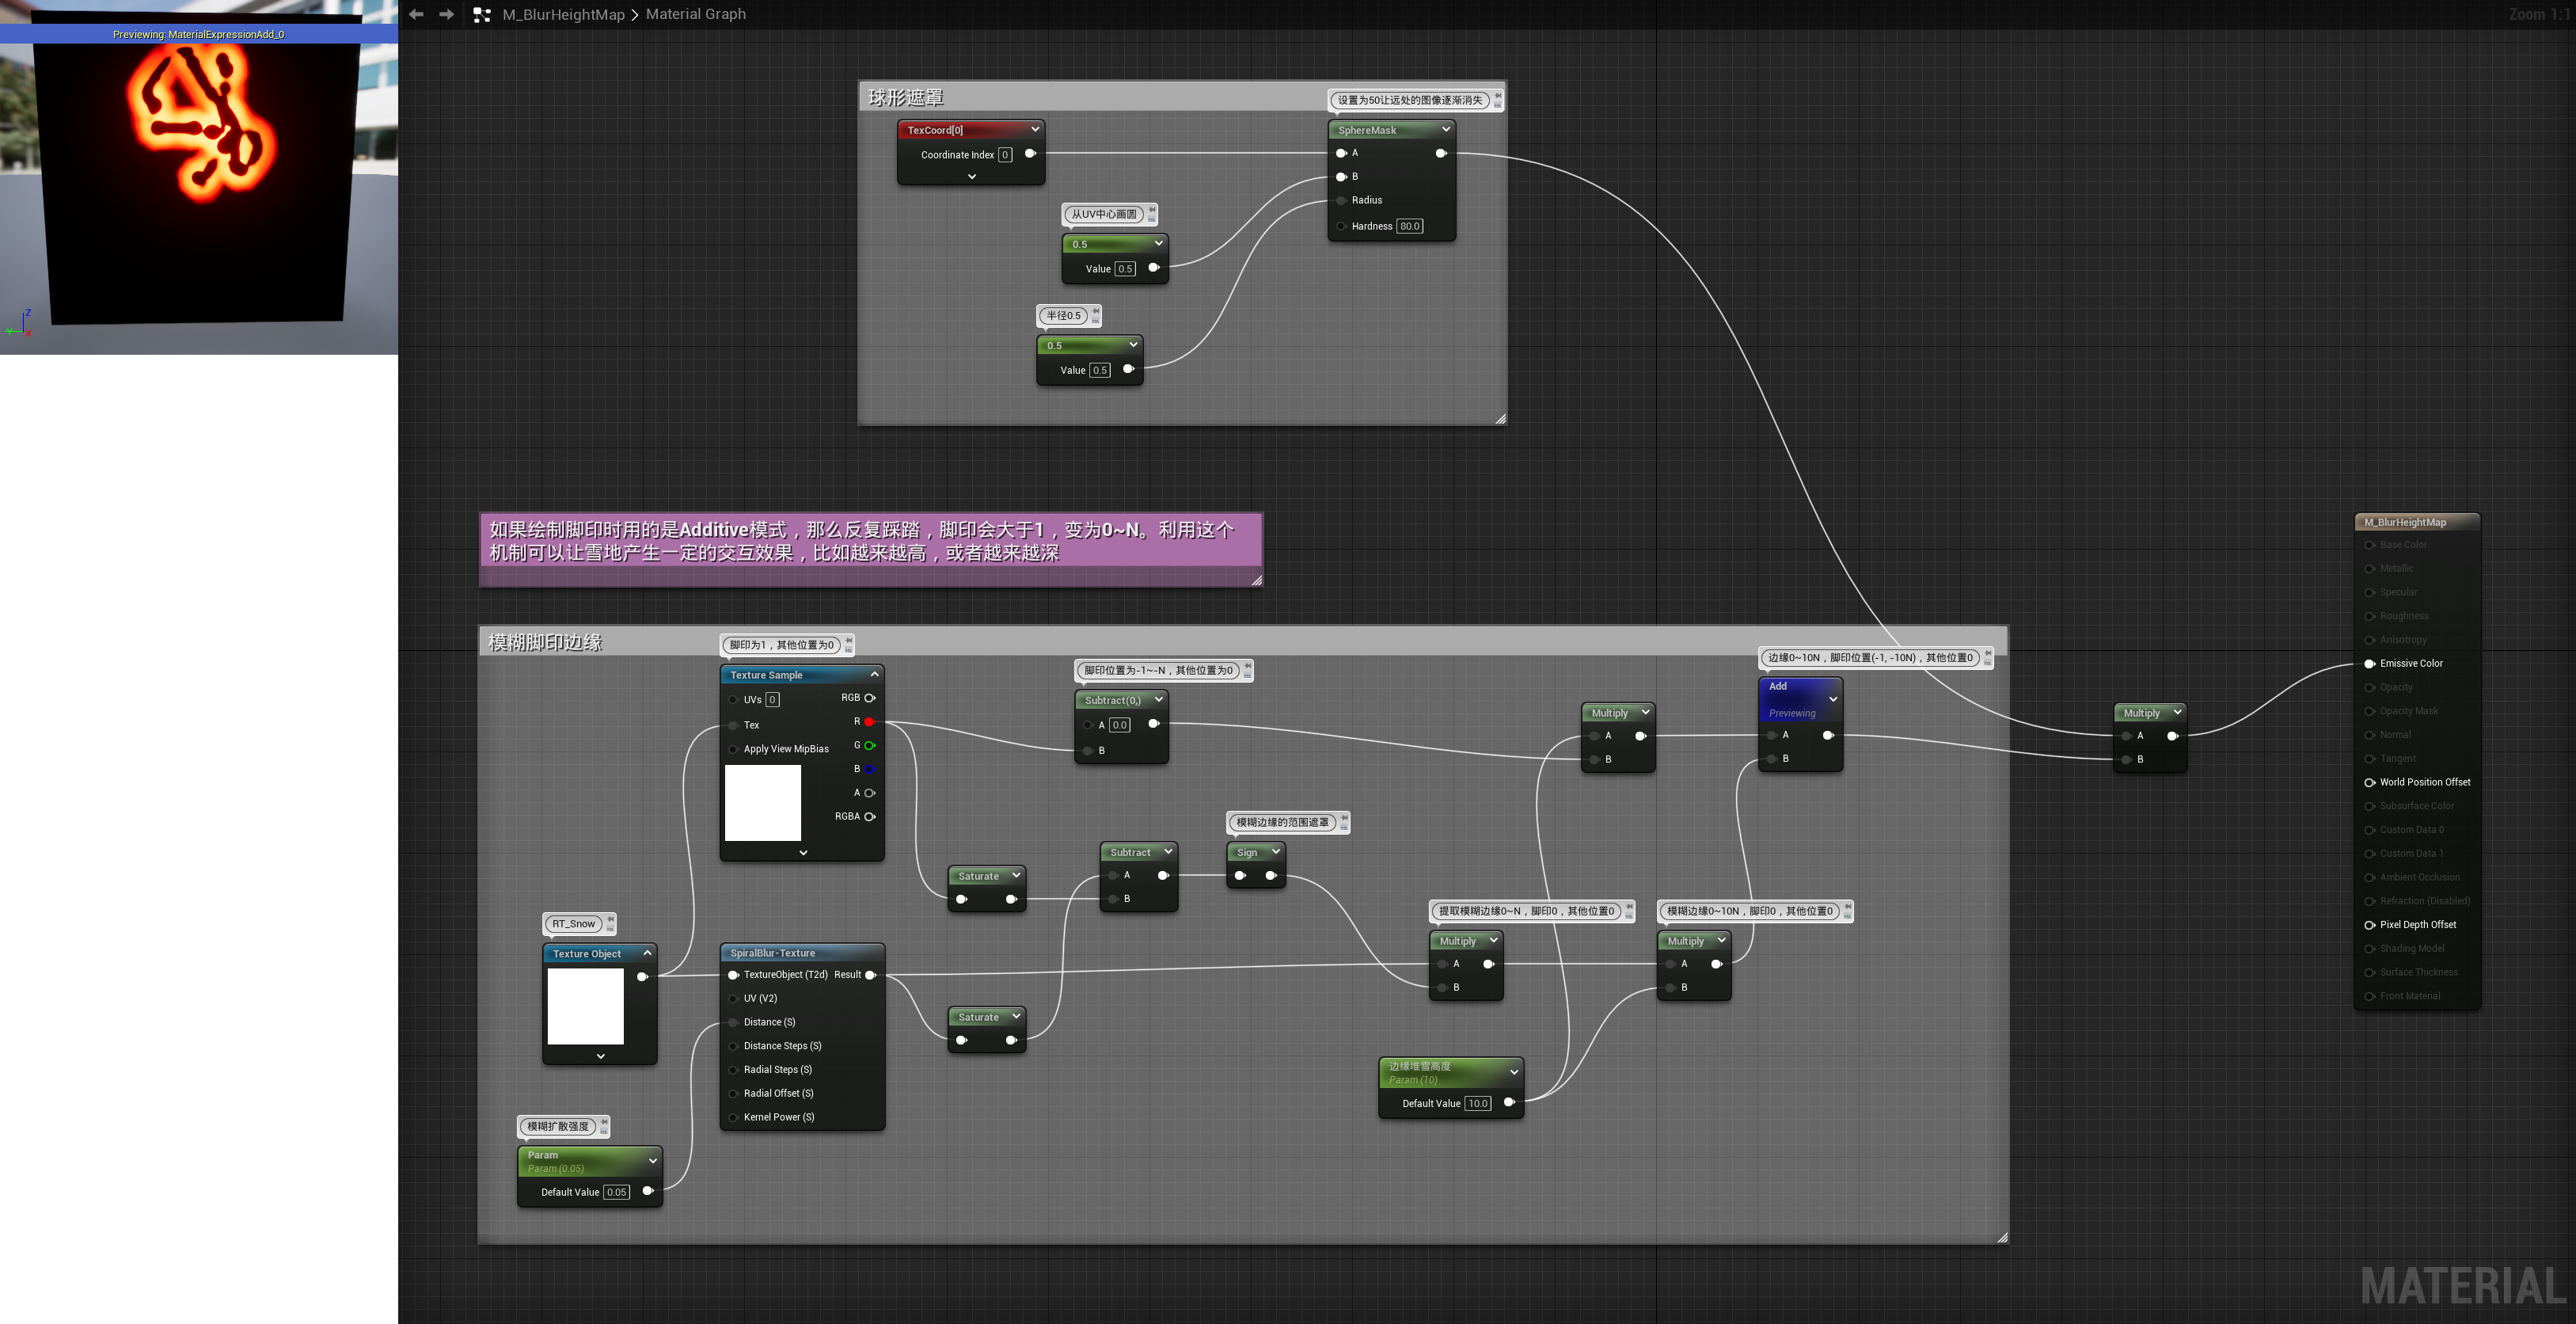 Previewing: MaterialExpressionAdd_0
Z
Y
X
M_BlurHeightMap > Material Graph
Zoom 1:1
球形遮罩
设置为50让远处的图像逐渐消失
TexCoord[0]
Coordinate Index 0
SphereMask
A
B
Radius
Hardness 80.0
从UV中心画圆
0.5
Value 0.5
半径0.5
0.5
Value 0.5
如果绘制脚印时用的是Additive模式，那么反复踩踏，脚印会大于1，变为0~N。利用这个
机制可以让雪地产生一定的交互效果，比如越来越高，或者越来越深
模糊脚印边缘
脚印为1，其他位置为0
Texture Sample
UVs 0
Tex
Apply View MipBias
RGB
R
G
B
A
RGBA
脚印位置为-1~-N，其他位置为0
Subtract(0,)
A 0.0
B
Multiply
A
B
边缘0~10N，脚印位置(-1, -10N)，其他位置0
Add
Previewing
A
B
Multiply
A
B
Saturate
Subtract
A
B
模糊边缘的范围遮罩
Sign
RT_Snow
Texture Object
SpiralBlur-Texture
TextureObject (T2d) Result
UV (V2)
Distance (S)
Distance Steps (S)
Radial Steps (S)
Radial Offset (S)
Kernel Power (S)
Saturate
提取模糊边缘0~N，脚印0，其他位置0
Multiply
A
B
模糊边缘0~10N，脚印0，其他位置0
Multiply
A
B
边缘堆雪高度
Param (10)
Default Value 10.0
模糊扩散强度
Param
Param (0.05)
Default Value 0.05
M_BlurHeightMap
Base Color
Metallic
Specular
Roughness
Anisotropy
Emissive Color
Opacity
Opacity Mask
Normal
Tangent
World Position Offset
Subsurface Color
Custom Data 0
Custom Data 1
Ambient Occlusion
Refraction (Disabled)
Pixel Depth Offset
Shading Model
Surface Thickness
Front Material
MATERIAL